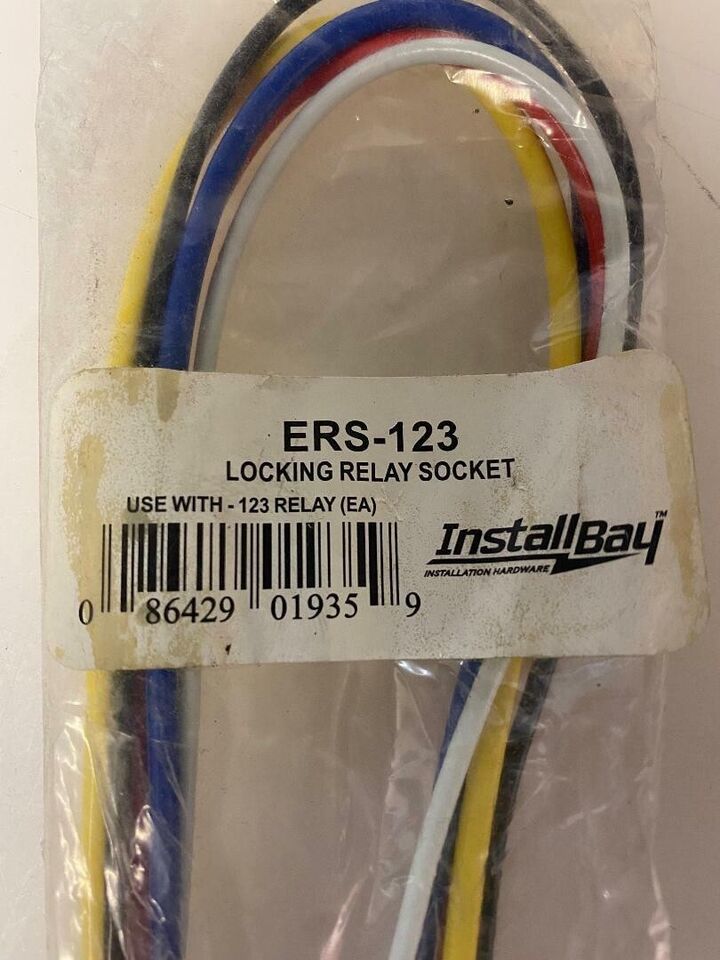 ERS-123
LOCKING RELAY SOCKET
USE WITH - 123 RELAY (EA)
InstallBay™
INSTALLATION HARDWARE
0 86429 01935 9